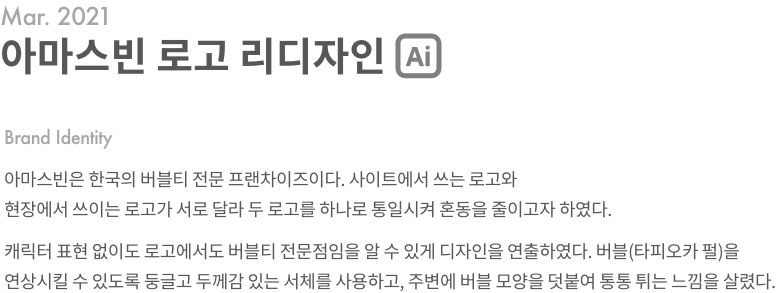 Mar. 2021
아마스빈 로고 리디자인 Ai
Brand Identity
아마스빈은 한국의 버블티 전문 프랜차이즈이다. 사이트에서 쓰는 로고와
현장에서 쓰이는 로고가 서로 달라 두 로고를 하나로 통일시켜 혼동을 줄이고자 하였다.
캐릭터 표현 없이도 로고에서도 버블티 전문점임을 알 수 있게 디자인을 연출하였다. 버블(타피오카 펄)을
연상시킬 수 있도록 둥글고 두께감 있는 서체를 사용하고, 주변에 버블 모양을 덧붙여 통통 튀는 느낌을 살렸다.